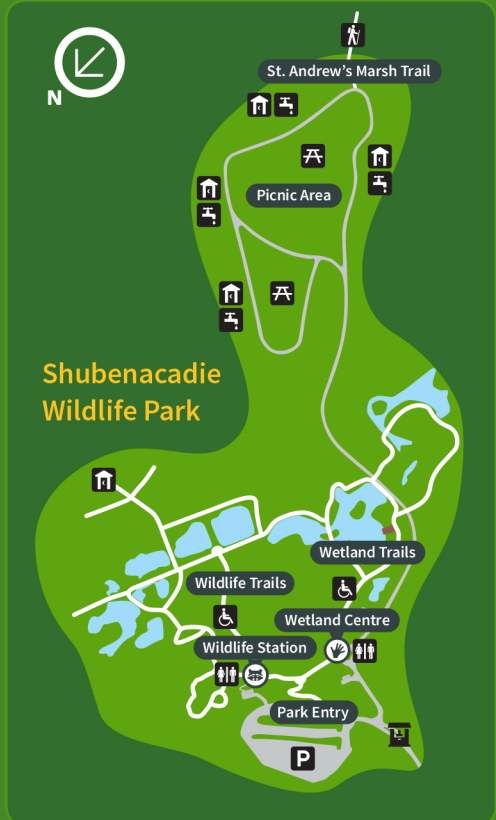 N
St. Andrew's Marsh Trail
Picnic Area
Shubenacadie
Wildlife Park
Wetland Trails
Wildlife Trails
Wetland Centre
Wildlife Station
Park Entry
P